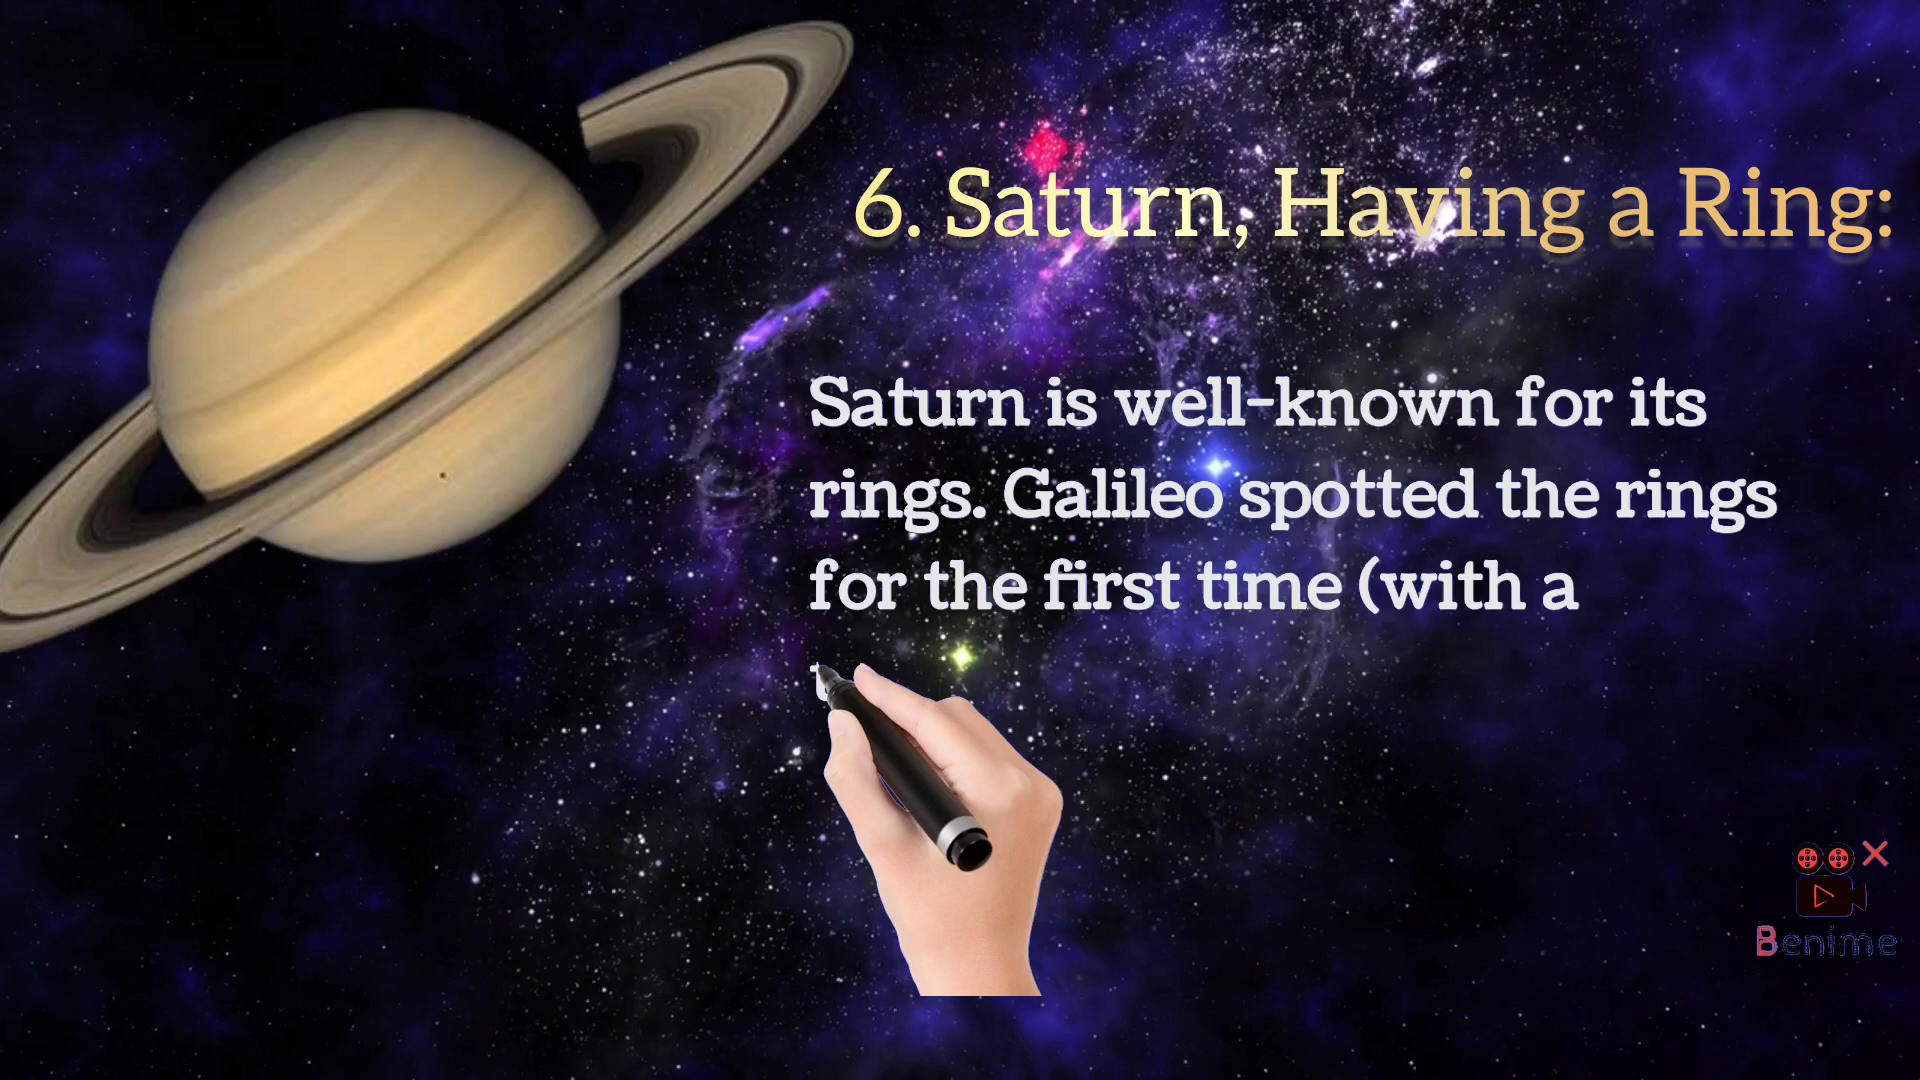 6. Saturn, Having a Ring:
Saturn is well-known for its
rings. Galileo spotted the rings
for the first time (with a
Benime